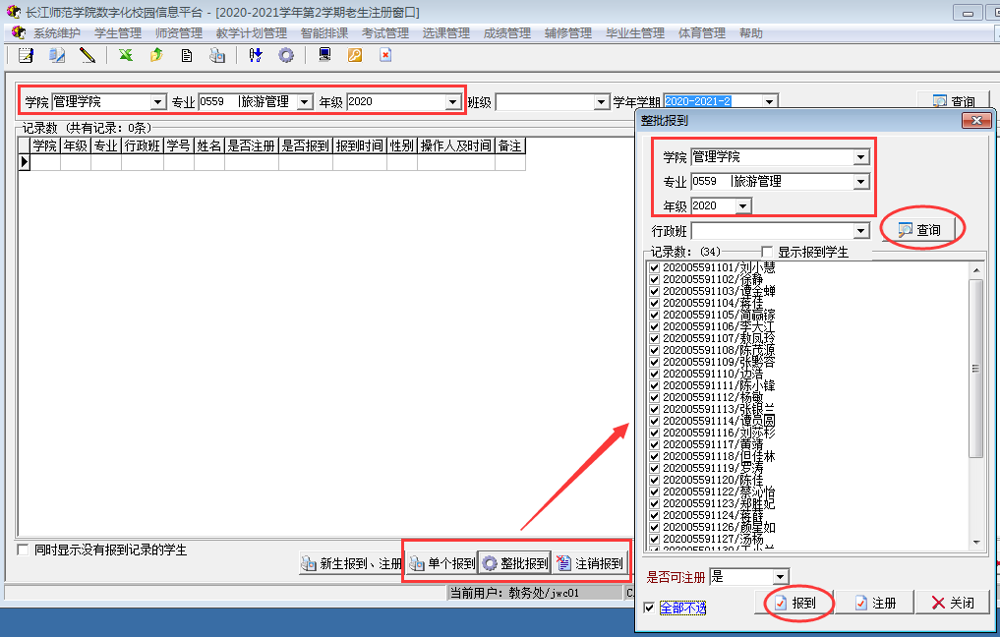 长江师范学院数字化校园信息平台 - [2020-2021学年第2学期老生注册窗口]
系统维护 学生管理 师资管理 教学计划管理 智能排课 考试管理 选课管理 成绩管理 辅修管理 毕业生管理 体育管理 帮助
学院 管理学院 专业 0559 |旅游管理 年级 2020 班级 学年学期 2020-2021-2 查询
记录数 (共有记录: 0条)
学院 年级 专业 行政班 学号 姓名 是否注册 是否报到 报到时间 性别 操作人及时间 备注
同时显示没有报到记录的学生
新生报到、注册 单个报到 整批报到 注销报到
当前用户: 教务处/jwc01
整批报到
学院 管理学院
专业 0559 |旅游管理
年级 2020
行政班
查询
记录数: (34) 显示报到学生
202005591101/刘小慧
202005591102/徐静
202005591103/谭金蝉
202005591104/蒋佳
202005591105/简赢镓
202005591106/李大江
202005591107/敖凤玲
202005591108/陈茂源
202005591109/张黔容
202005591110/边浩
202005591111/陈小锋
202005591112/杨敏
202005591113/张银兰
202005591114/谭员圆
202005591116/刘莎杉
202005591117/黄靖
202005591118/但佳林
202005591119/罗涛
202005591120/陈佳
202005591122/蔡沁怡
202005591123/郑胜妃
202005591124/蒋薛
202005591126/颜星如
202005591127/汤杨
是否可注册 是
全部不选 报到 注册 关闭